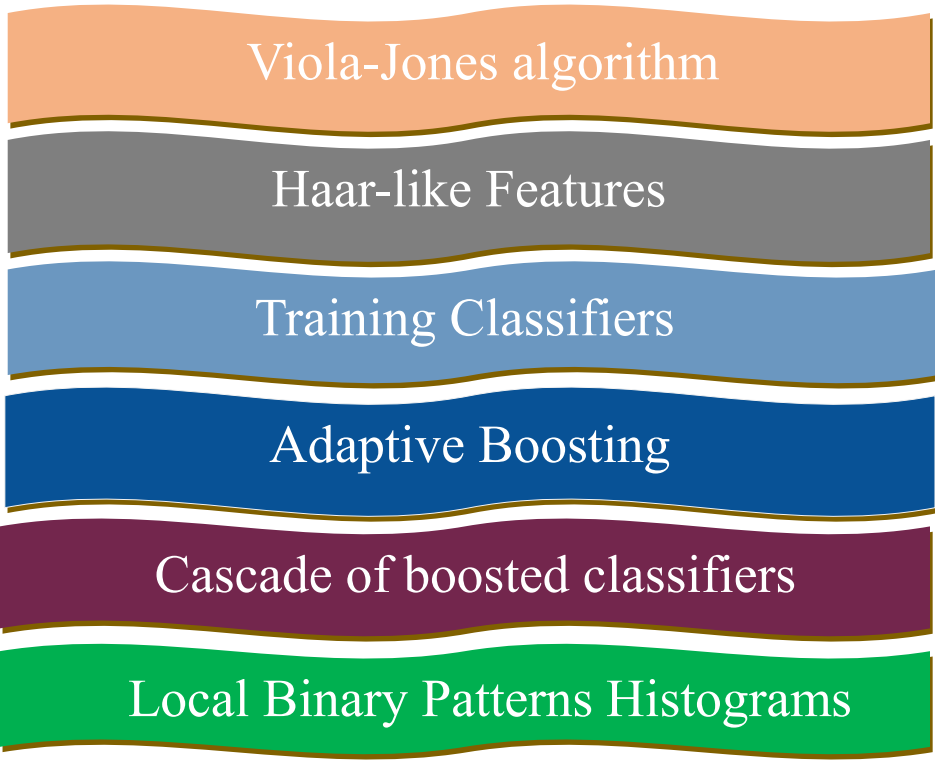 Viola-Jones algorithm
Haar-like Features
Training Classifiers
Adaptive Boosting
Cascade of boosted classifiers
Local Binary Patterns Histograms